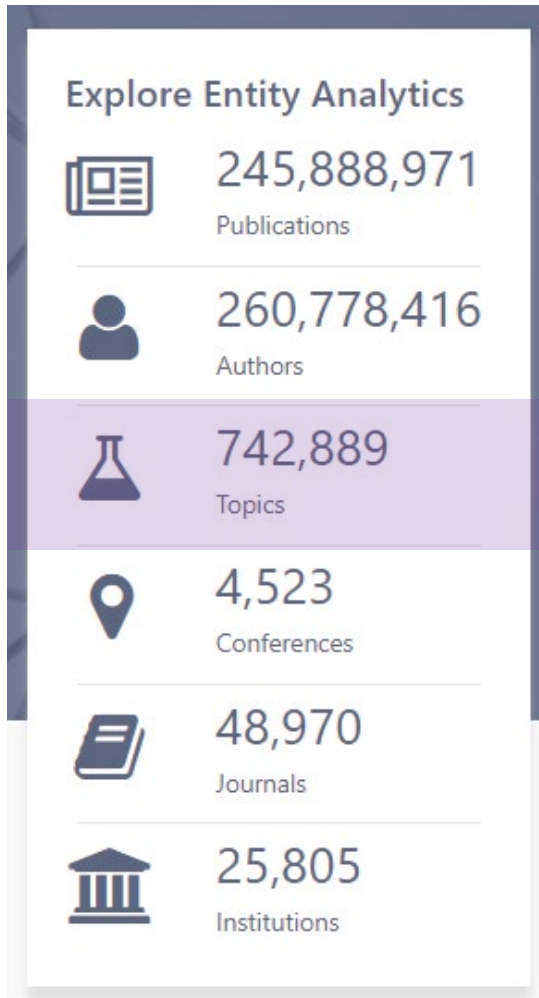 Explore Entity Analytics
245,888,971
Publications
260,778,416
Authors
742,889
Topics
4,523
Conferences
48,970
Journals
25,805
Institutions